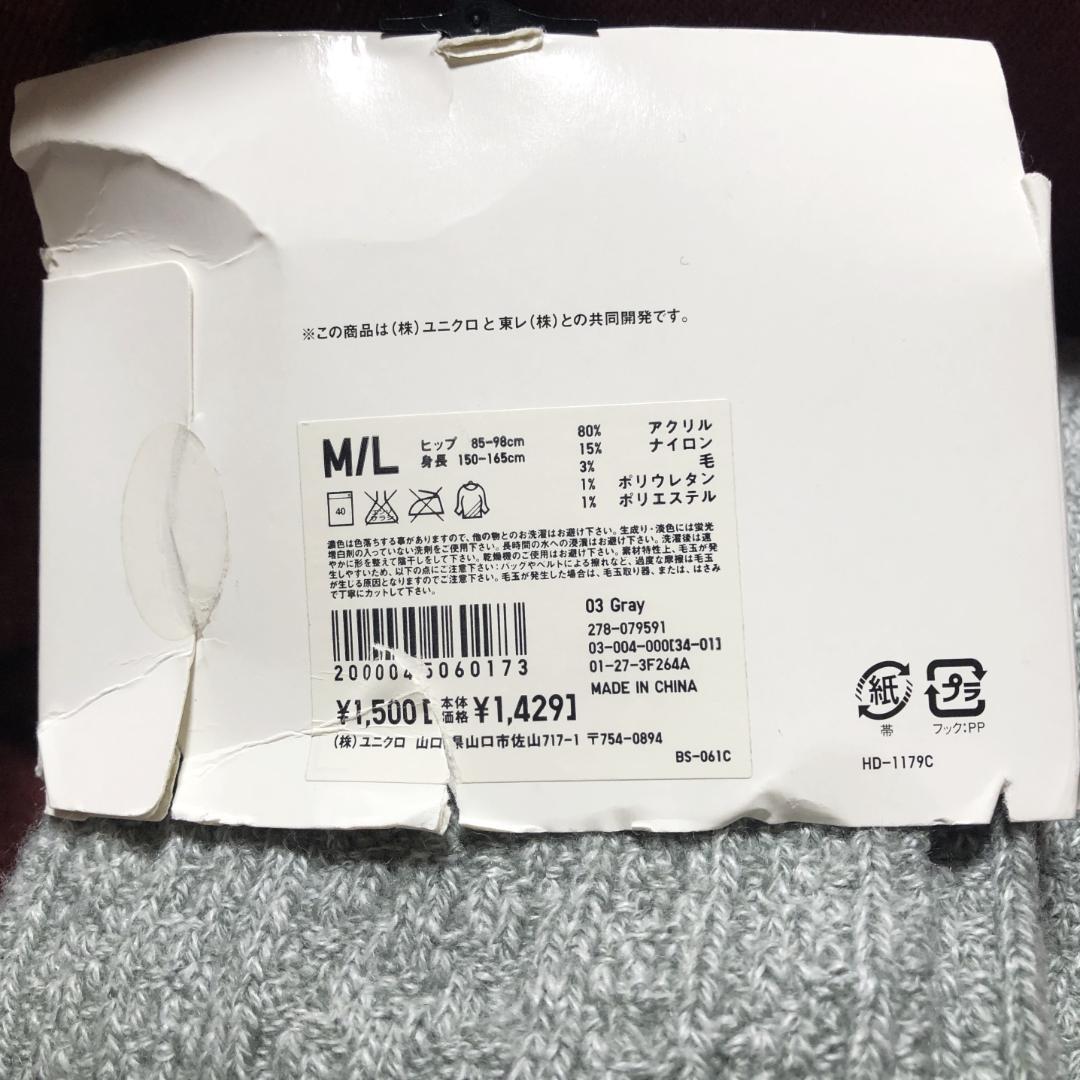 ※この商品は(株)ユニクロと東レ(株)との共同開発です。
M/L
ヒップ 85-98cm
身長 150-165cm
80% アクリル
15% ナイロン
3% 毛
1% ポリウレタン
1% ポリエステル
40
エンソ
サラシ
濃色は色落ちする事がありますので、他の物とのお洗濯はお避け下さい。生成り・淡色には蛍光
増白剤の入っていない洗剤をご使用下さい。長時間の水への浸漬はお避け下さい。洗濯後は速
やかに形を整えて陰干しをして下さい。乾燥機のご使用はお避け下さい。素材特性上、毛玉が発
生しやすいため、以下の点にご注意下さい:バッグやベルトによる擦れなど、過度な摩擦は毛玉
が生じる原因となりますのでご注意下さい。毛玉が発生した場合は、毛玉取り器、または、はさみ
で丁寧にカットして下さい。
03 Gray
278-079591
03-004-000[34-01]
01-27-3F264A
MADE IN CHINA
200004 5060173
¥1,500[本体価格 ¥1,429]
(株)ユニクロ 山口県山口市佐山717-1 〒754-0894
BS-061C
紙
帯
プラ
フック:PP
HD-1179C